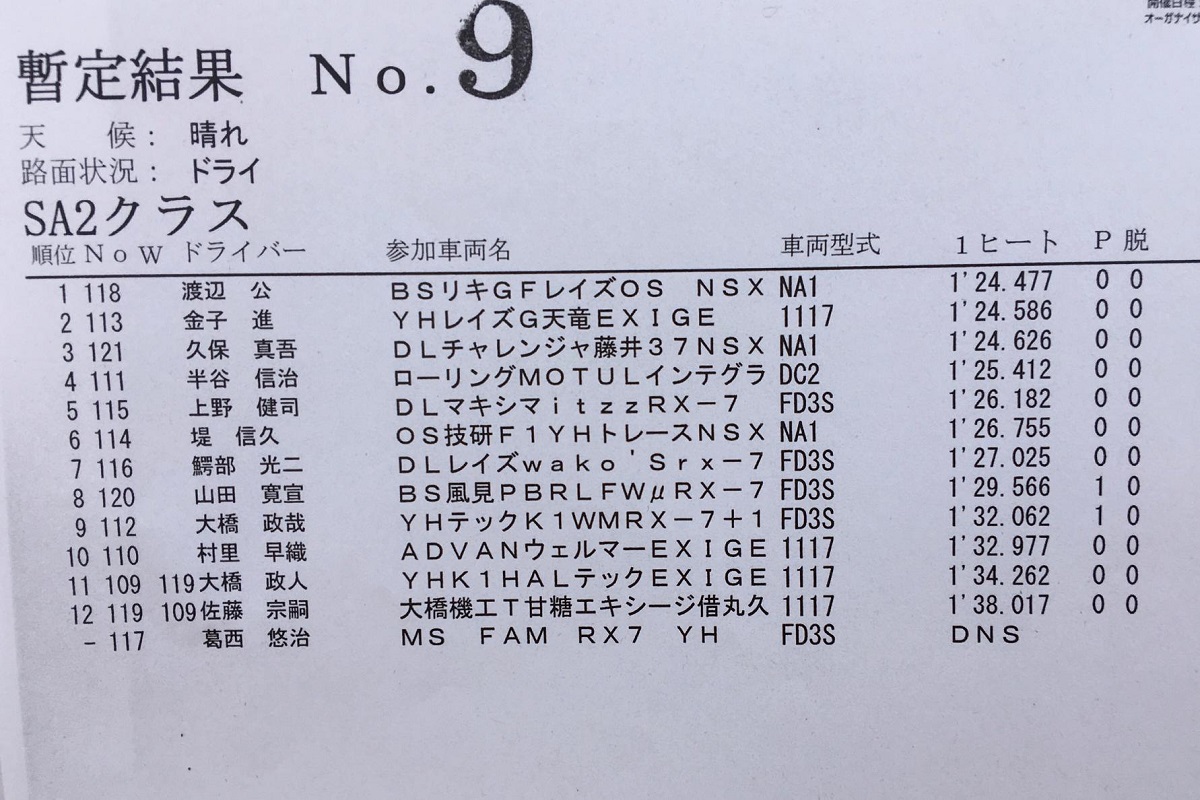 開催日程:
オーガナイザ
暫定結果 No.9
天 候： 晴れ
路面状況： ドライ
SA2クラス
順位 No W ドライバー 参加車両名 車両型式 1ヒート P 脱
1 118 渡辺 公 BSリキGFレイズOS NSX NA1 1'24.477 0 0
2 113 金子 進 YHレイズG天竜EXIGE 1117 1'24.586 0 0
3 121 久保 真吾 DLチャレンジャ藤井37NSX NA1 1'24.626 0 0
4 111 半谷 信治 ローリングMOTULインテグラ DC2 1'25.412 0 0
5 115 上野 健司 DLマキシマitzzRX-7 FD3S 1'26.182 0 0
6 114 堤 信久 OS技研F1YHトレースNSX NA1 1'26.755 0 0
7 116 鰐部 光二 DLレイズwako'Srx-7 FD3S 1'27.025 0 0
8 120 山田 寛宣 BS風見PBRLFWμRX-7 FD3S 1'29.566 1 0
9 112 大橋 政哉 YHテックK1WMRX-7+1 FD3S 1'32.062 1 0
10 110 村里 早織 ADVANウェルマーEXIGE 1117 1'32.977 0 0
11 109 119 大橋 政人 YHK1HALテックEXIGE 1117 1'34.262 0 0
12 119 109 佐藤 宗嗣 大橋機工T甘糖エキシージ借丸久 1117 1'38.017 0 0
- 117 葛西 悠治 MS FAM RX7 YH FD3S DNS